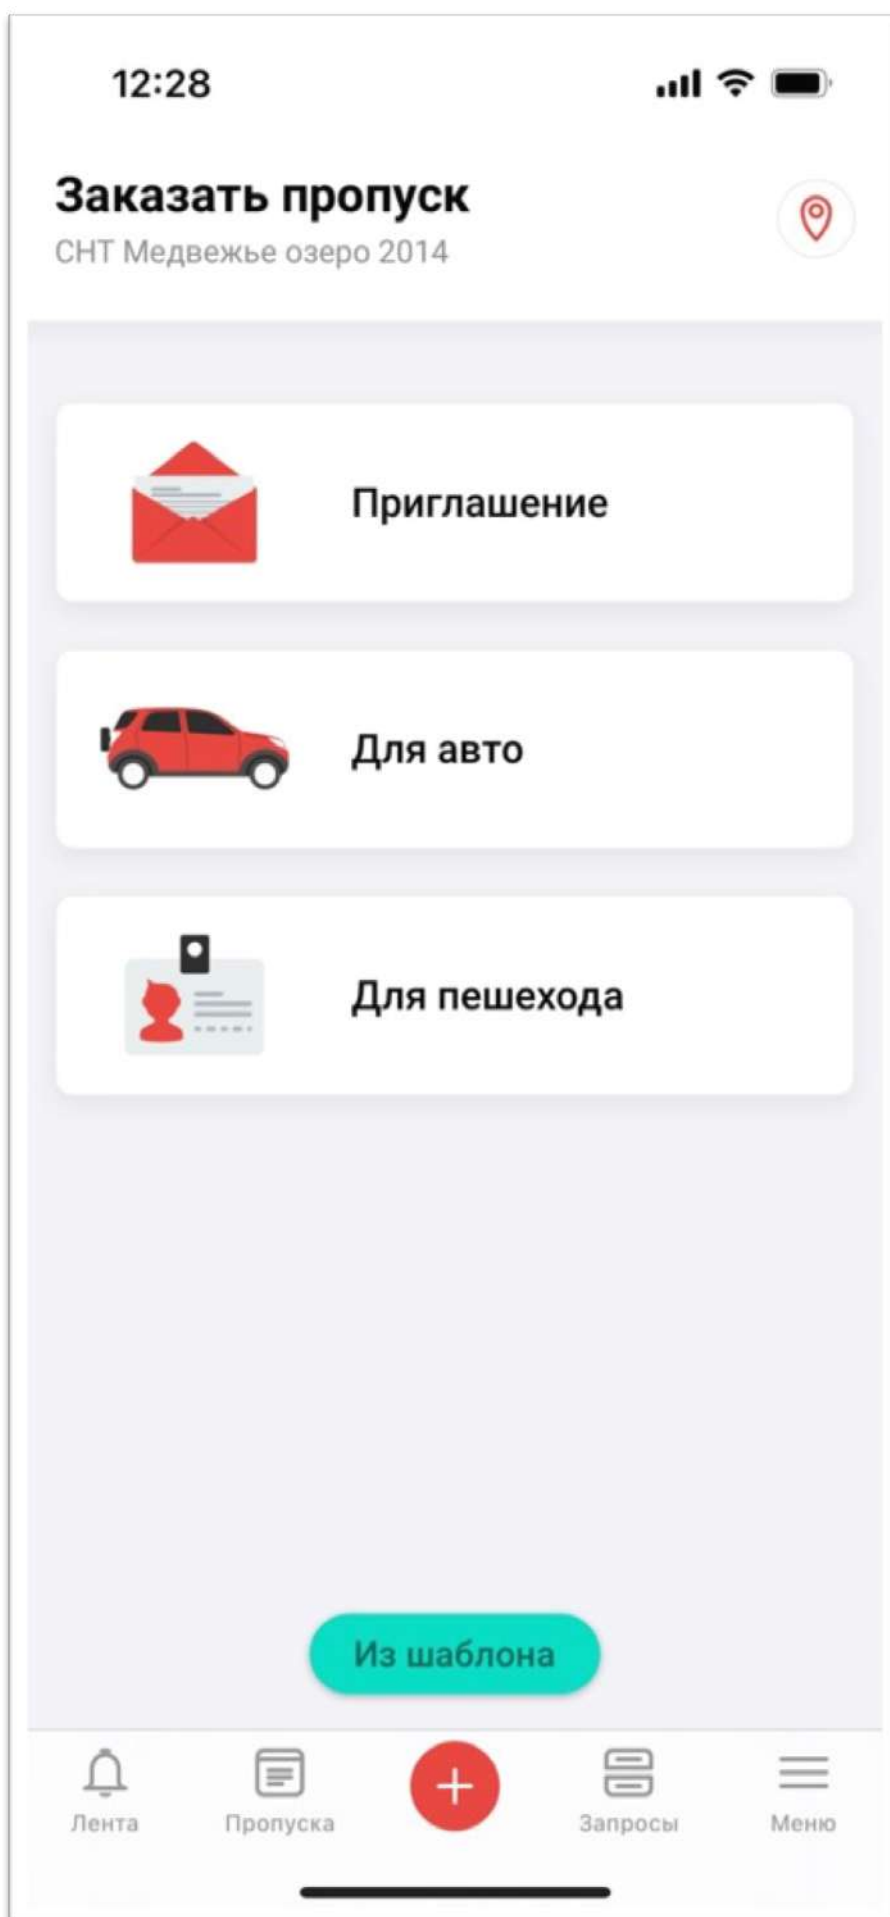 12:28
Заказать пропуск
СНТ Медвежье озеро 2014
Приглашение
Для авто
Для пешехода
Из шаблона
Лента
Пропуска
Запросы
Меню